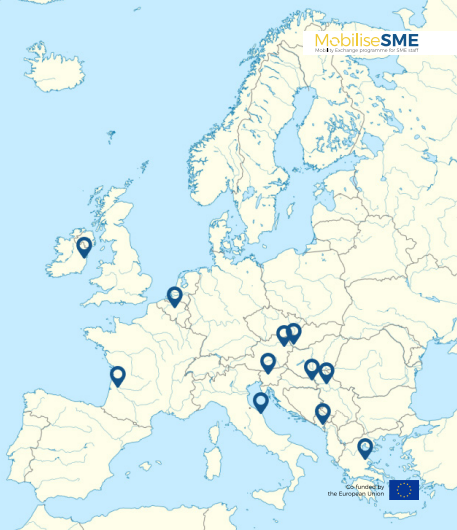 MobiliseSME
Mobility Exchange programme for SME staff
Co-funded by
the European Union